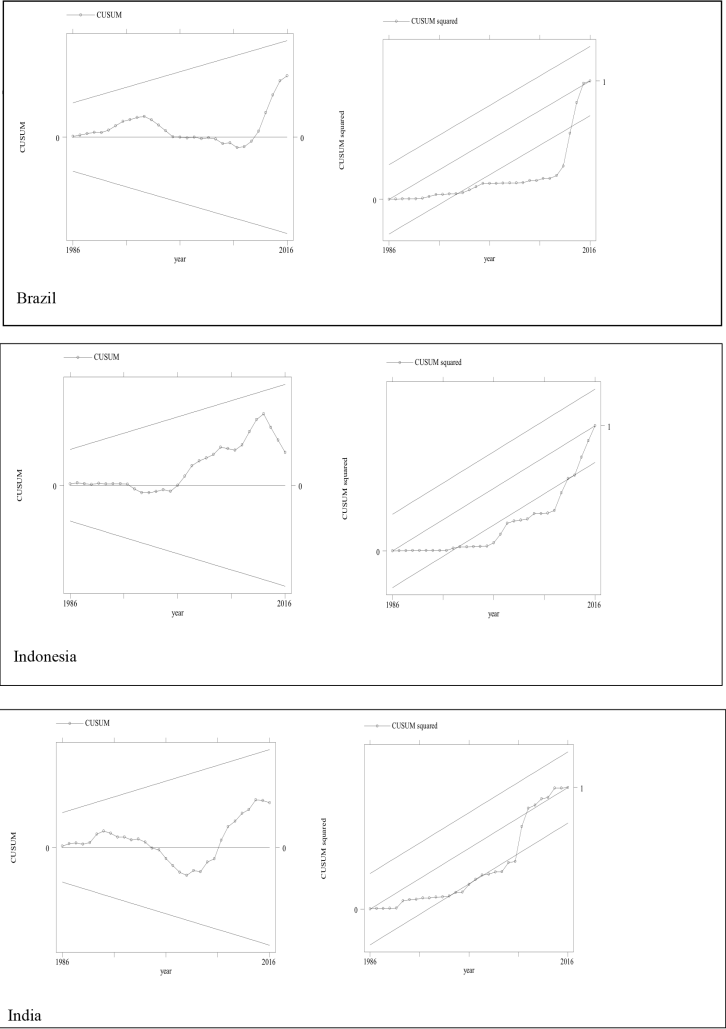 CUSUM
CUSUM squared
CUSUM
0
0
1986
2016
year
CUSUM squared
0
1
1986
2016
year
Brazil
CUSUM
CUSUM squared
CUSUM
0
0
1986
2016
year
CUSUM squared
0
1
1986
2016
year
Indonesia
CUSUM
CUSUM squared
CUSUM
0
0
1986
2016
year
CUSUM squared
0
1
1986
2016
year
India